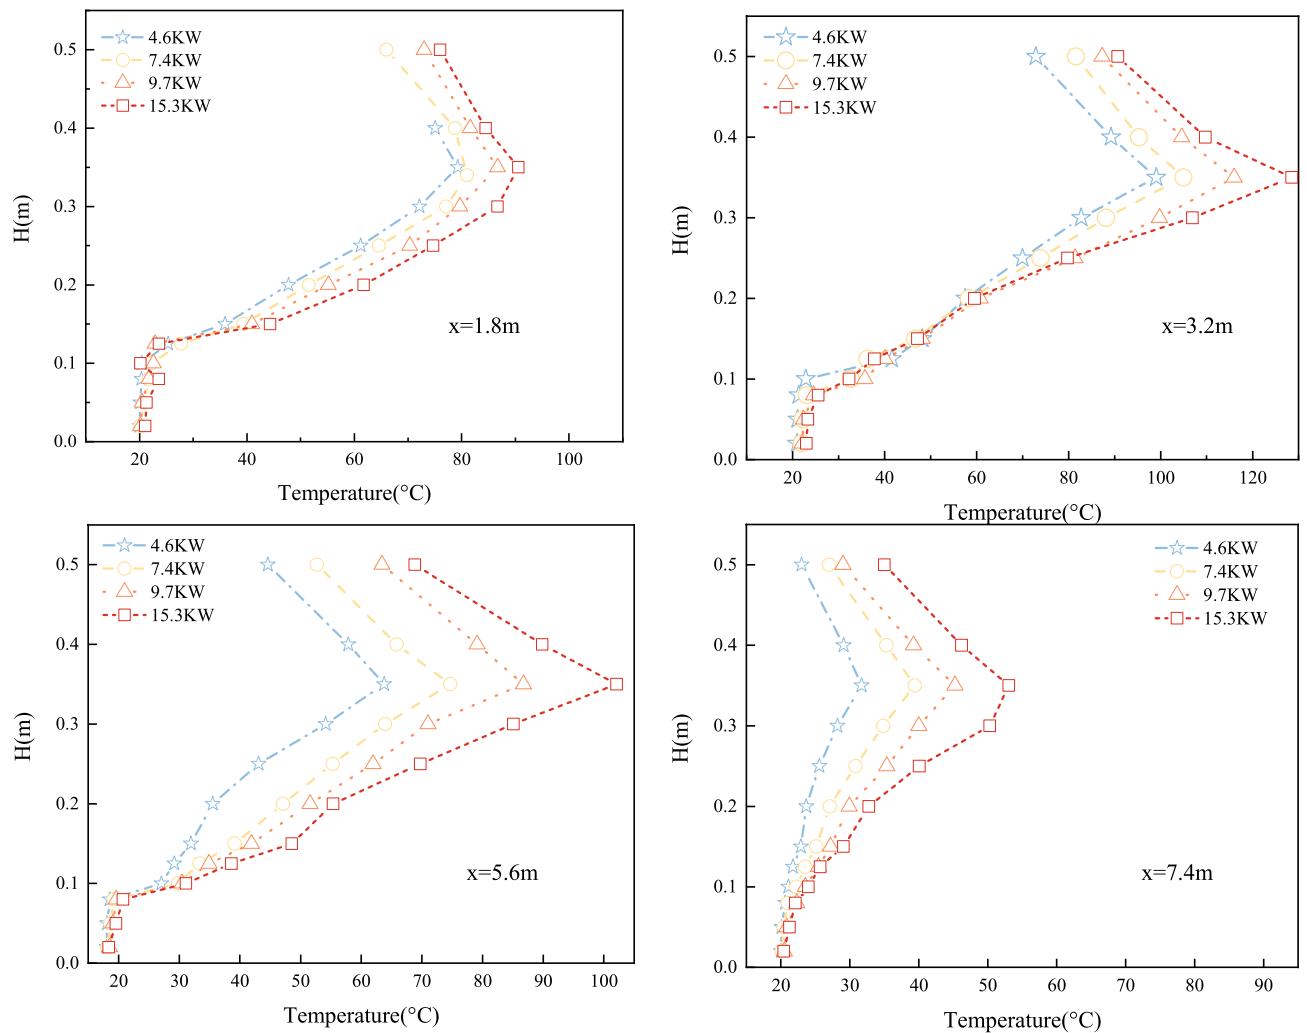 4.6KW
7.4KW
9.7KW
15.3KW
0.5
0.4
0.3
0.2
0.1
0.0
H(m)
x=1.8m
20 40 60 80 100
Temperature(°C)
4.6KW
7.4KW
9.7KW
15.3KW
0.5
0.4
0.3
0.2
0.1
0.0
H(m)
x=3.2m
20 40 60 80 100 120
Temperature(°C)
4.6KW
7.4KW
9.7KW
15.3KW
0.5
0.4
0.3
0.2
0.1
0.0
H(m)
x=5.6m
20 30 40 50 60 70 80 90 100
Temperature(°C)
4.6KW
7.4KW
9.7KW
15.3KW
0.5
0.4
0.3
0.2
0.1
0.0
H(m)
x=7.4m
20 30 40 50 60 70 80 90
Temperature(°C)